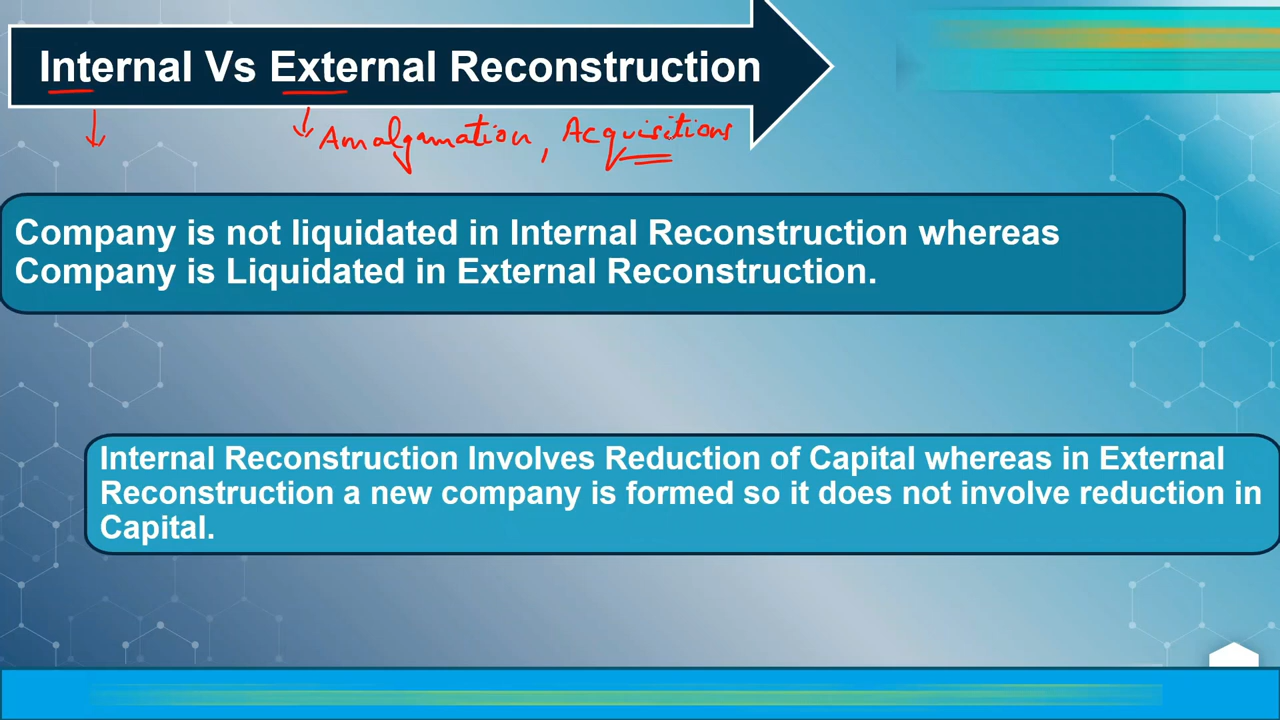 Internal Vs External Reconstruction
Amalgamation, Acquisitions
Company is not liquidated in Internal Reconstruction whereas
Company is Liquidated in External Reconstruction.
Internal Reconstruction Involves Reduction of Capital whereas in External
Reconstruction a new company is formed so it does not involve reduction in
Capital.